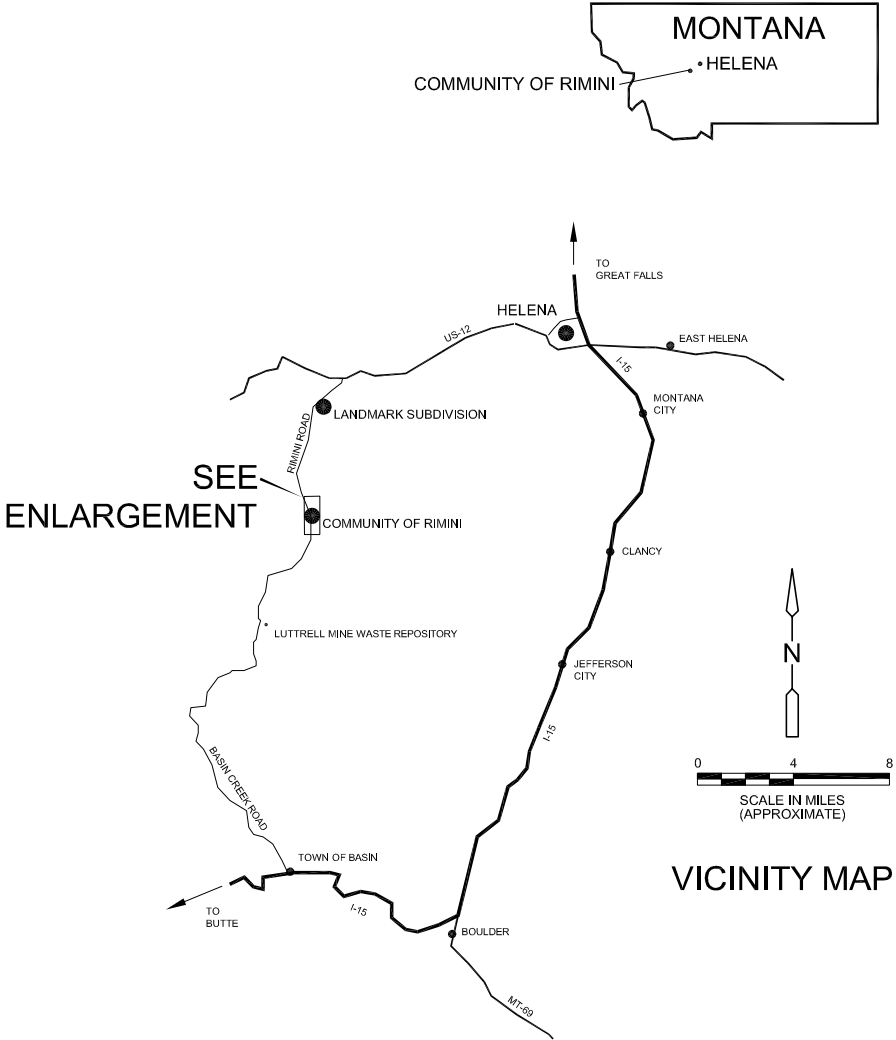 MONTANA
HELENA
COMMUNITY OF RIMINI
TO
GREAT FALLS
HELENA
US-12
EAST HELENA
I-15
MONTANA
CITY
LANDMARK SUBDIVISION
RIMINI ROAD
SEE
ENLARGEMENT
COMMUNITY OF RIMINI
CLANCY
LUTTRELL MINE WASTE REPOSITORY
N
JEFFERSON
CITY
I-15
BASIN CREEK ROAD
0 4 8
SCALE IN MILES
(APPROXIMATE)
TOWN OF BASIN
VICINITY MAP
I-15
TO
BUTTE
BOULDER
MT-69